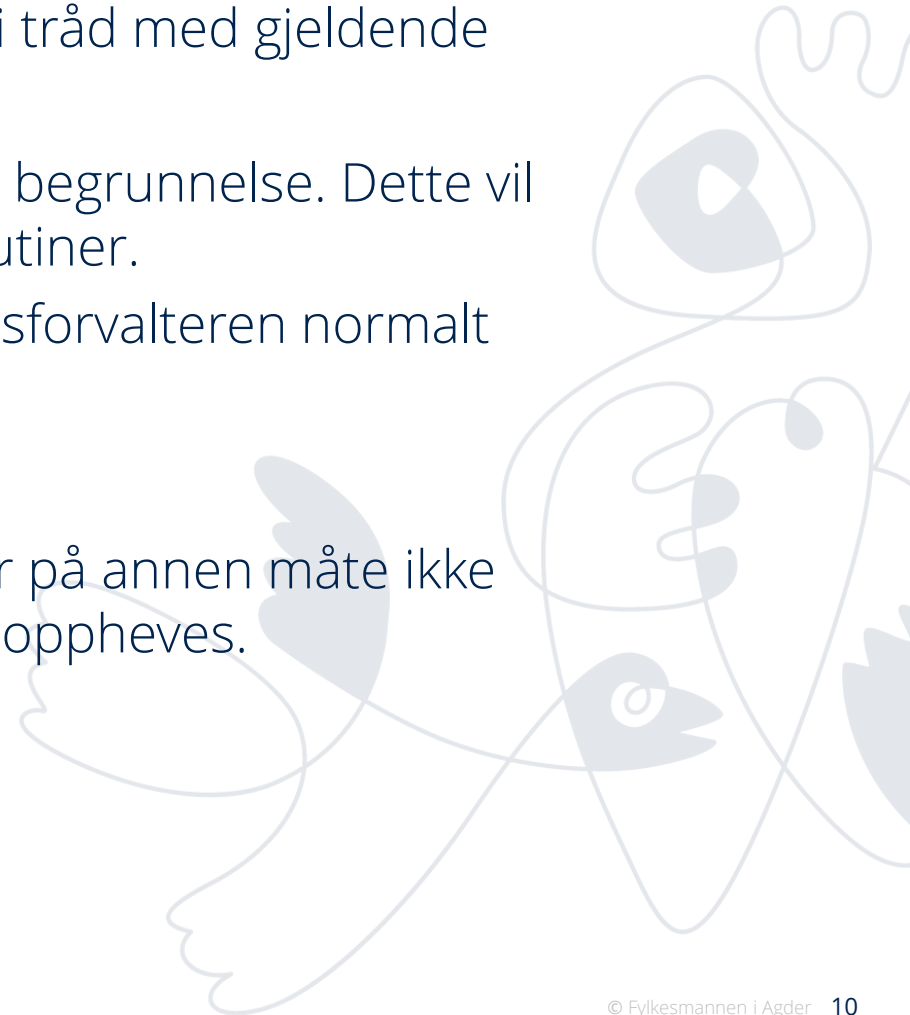 i tråd med gjeldende
begrunnelse. Dette vil
utiner.
sforvalteren normalt
r på annen måte ikke
oppheves.
© Fylkesmannen i Agder 10